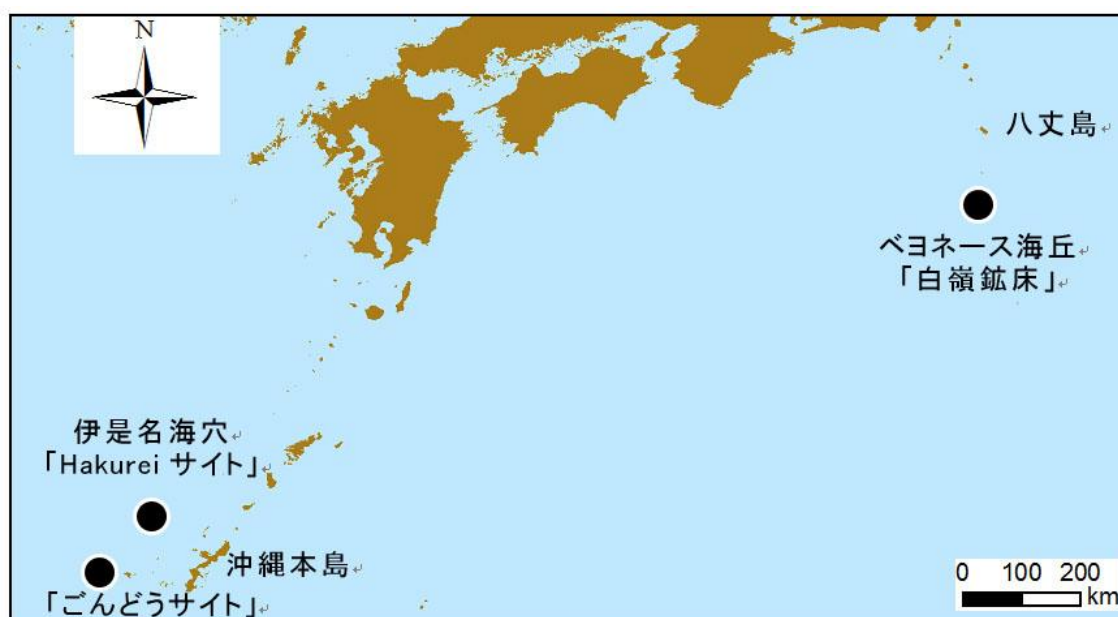 N
八丈島
ベヨネース海丘
「白嶺鉱床」
伊是名海穴
「Hakurei サイト」
沖縄本島
「ごんどうサイト」
0 100 200
km